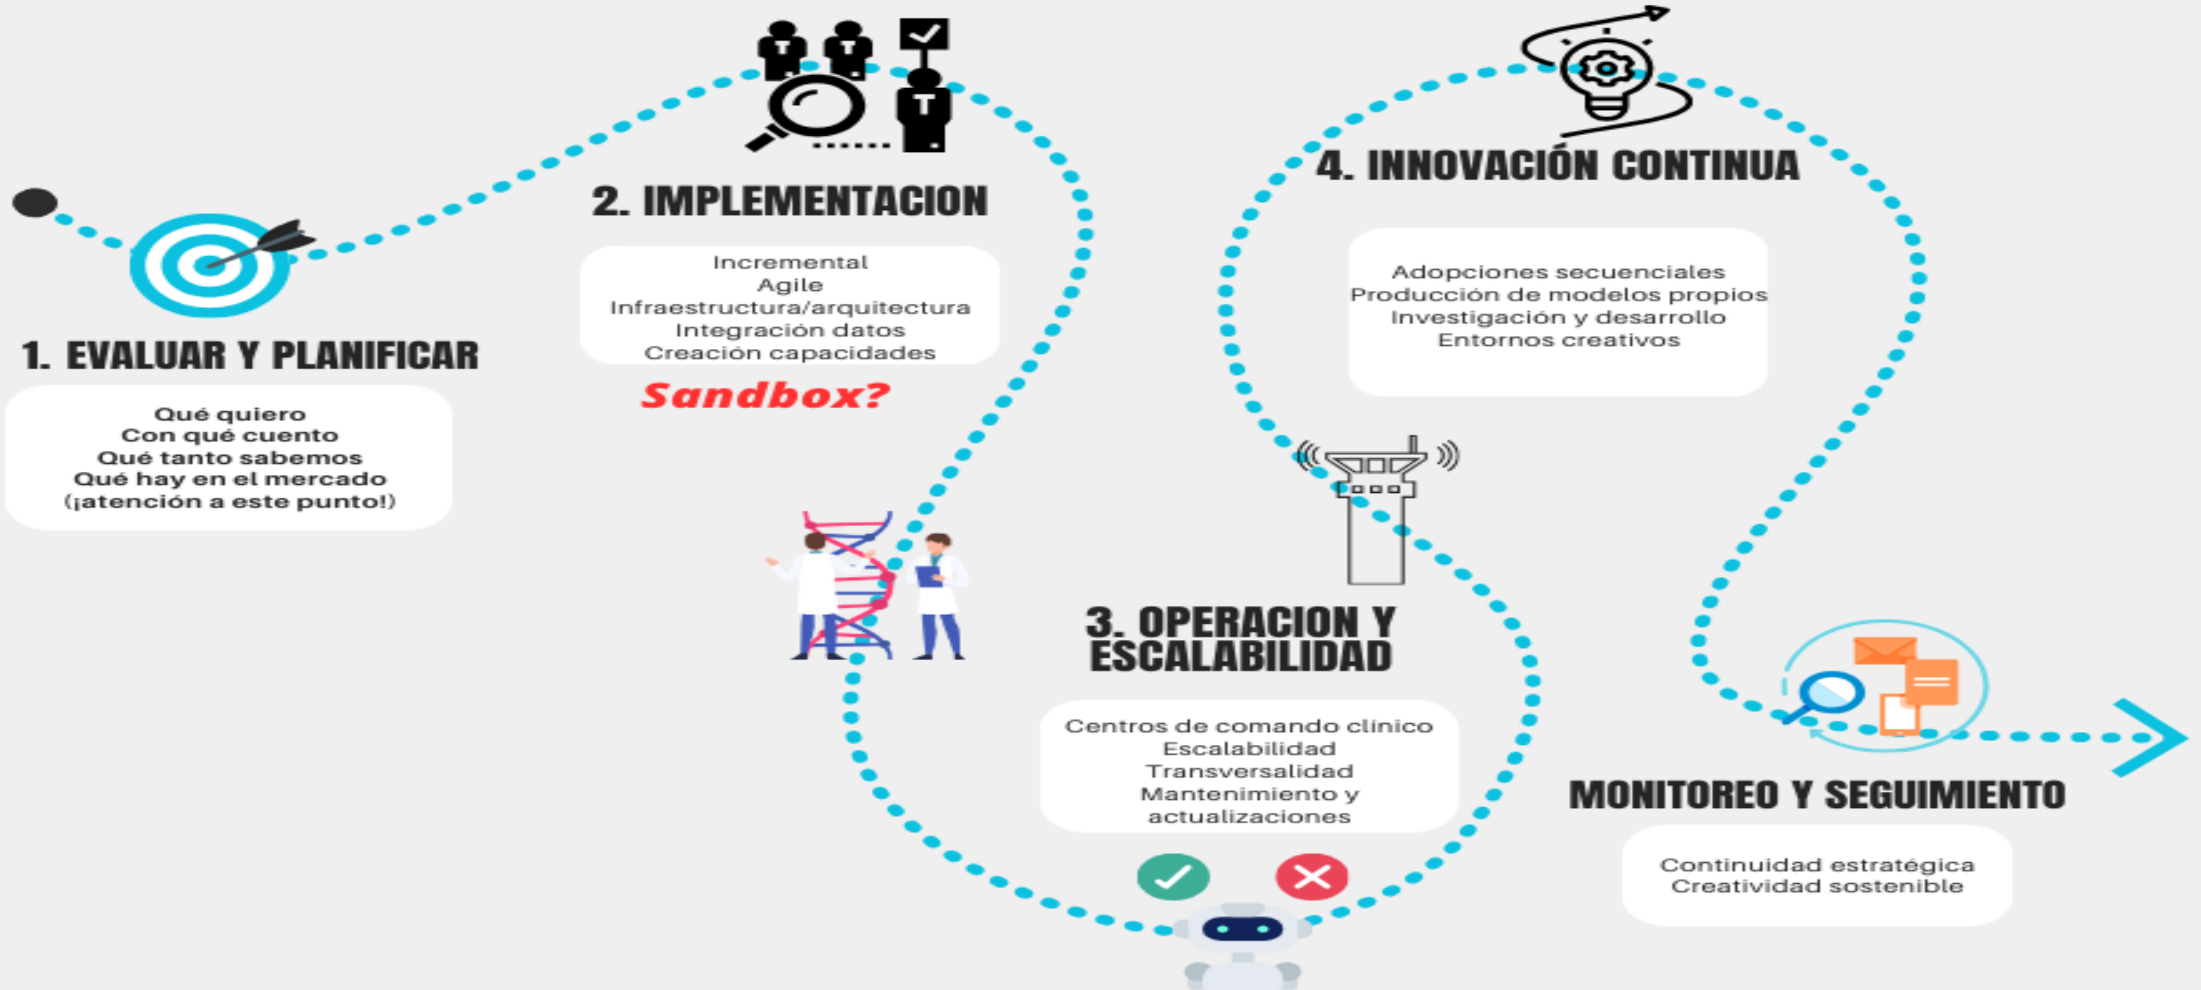 1. EVALUAR Y PLANIFICAR
Qué quiero
Con qué cuento
Qué tanto sabemos
Qué hay en el mercado
(¡atención a este punto!)
2. IMPLEMENTACION
Incremental
Agile
Infraestructura/arquitectura
Integración datos
Creación capacidades
Sandbox?
3. OPERACION Y
ESCALABILIDAD
Centros de comando clínico
Escalabilidad
Transversalidad
Mantenimiento y
actualizaciones
4. INNOVACIÓN CONTINUA
Adopciones secuenciales
Producción de modelos propios
Investigación y desarrollo
Entornos creativos
MONITOREO Y SEGUIMIENTO
Continuidad estratégica
Creatividad sostenible